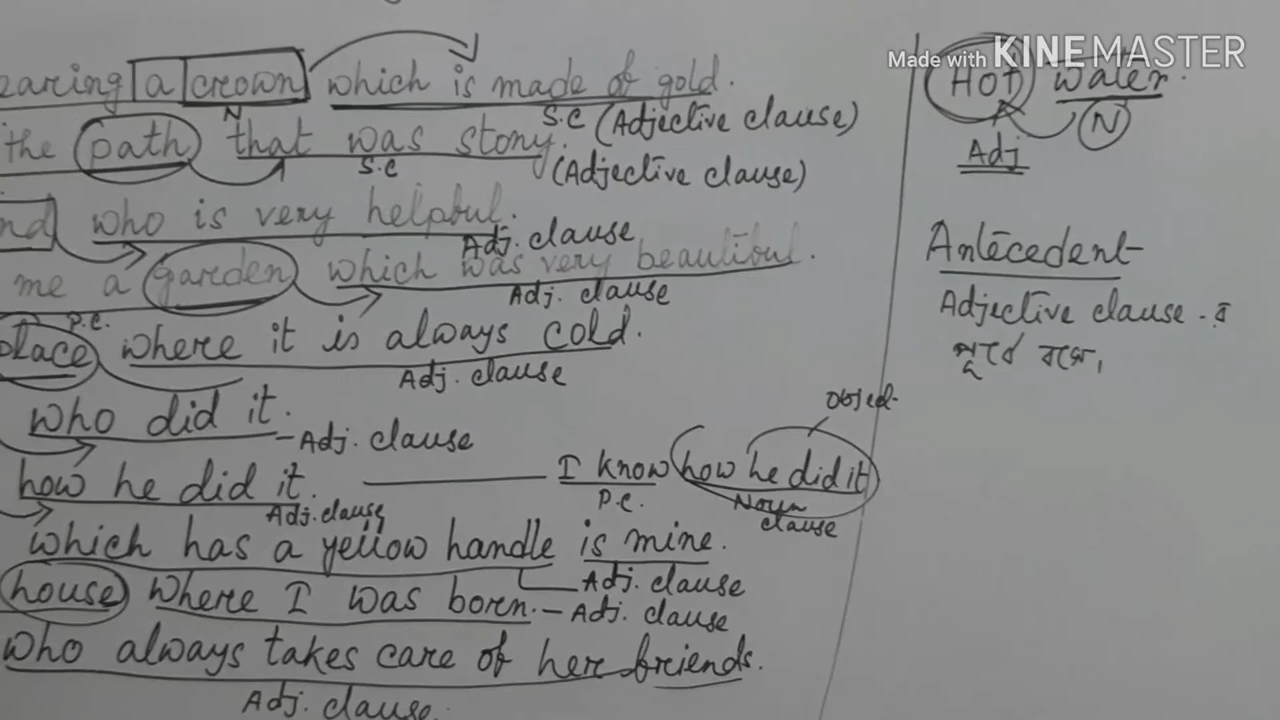 Made with KINEMASTER
earing a crown which is made of gold.
N
S.C (Adjective clause)
the path that was stony.
S.C
(Adjective clause)
nd who is very helpful.
Adj. clause
me a garden which was very beautiful.
Adj. clause
P.C.
place where it is always cold.
Adj. clause
who did it. - Adj. clause
how he did it.
Adj. clause
I know how he did it
Object
P.C.
Noun
clause
which has a yellow handle is mine.
Adj. clause
house where I was born. - Adj. clause
who always takes care of her friends.
Adj. clause.
Hot water.
N
Adj
Antecedent
Adjective clause - র
পূর্বে বসে।